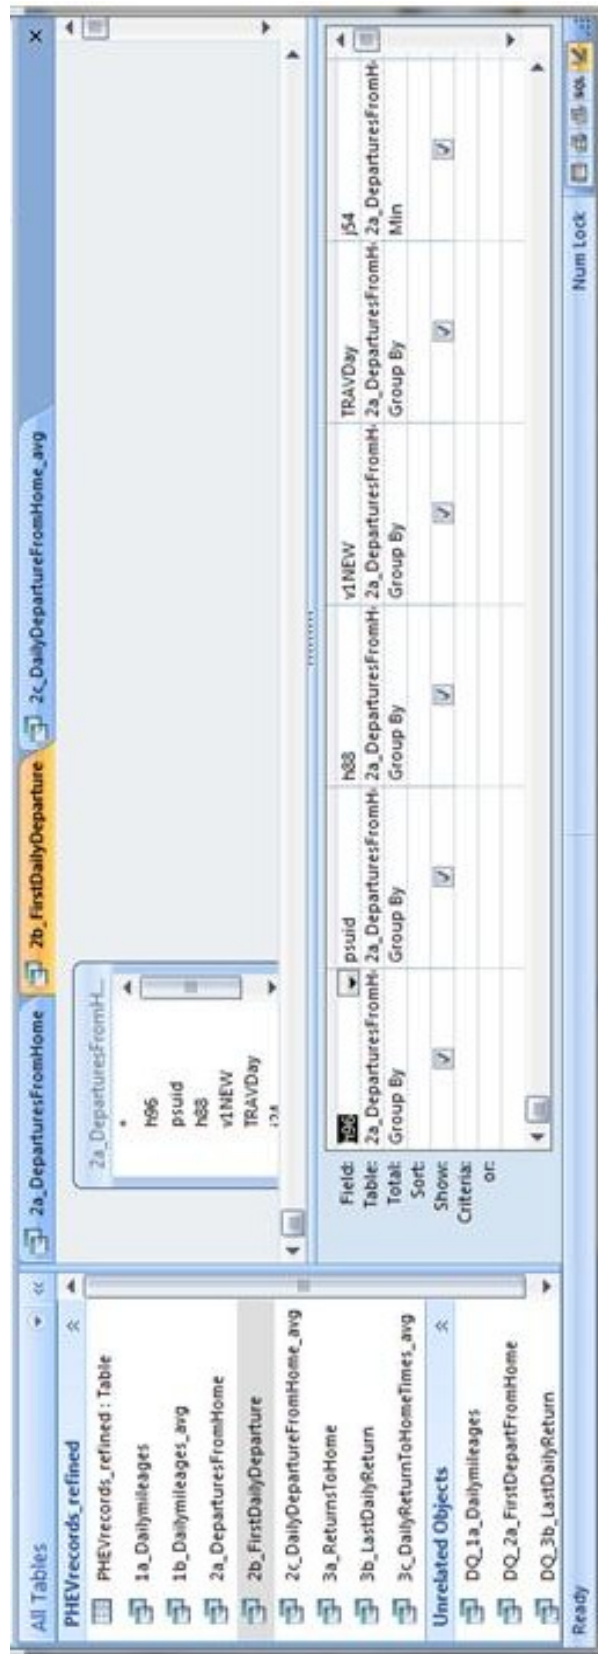 All Tables
PHEVrecords_refined
PHEVrecords_refined : Table
1a_Dailymileages
1b_Dailymileages_avg
2a_DeparturesFromHome
2b_FirstDailyDeparture
2c_DailyDepartureFromHome_avg
3a_ReturnsToHome
3b_LastDailyReturn
3c_DailyReturnToHomeTimes_avg
Unrelated Objects
DQ_1a_Dailymileages
DQ_2a_FirstDepartFromHome
DQ_3b_LastDailyReturn
2a_DeparturesFromHome 2b_FirstDailyDeparture 2c_DailyDepartureFromHome_avg
2a_DeparturesFromH...
*
h96
psuid
h88
v1NEW
TRAVDay
Field: h96 psuid h88 v1NEW TRAVDay j54
Table: 2a_DeparturesFromH 2a_DeparturesFromH 2a_DeparturesFromH 2a_DeparturesFromH 2a_DeparturesFromH 2a_DeparturesFromH
Total: Group By Group By Group By Group By Group By Min
Sort:
Show:
Criteria:
or:
Ready Num Lock SQL